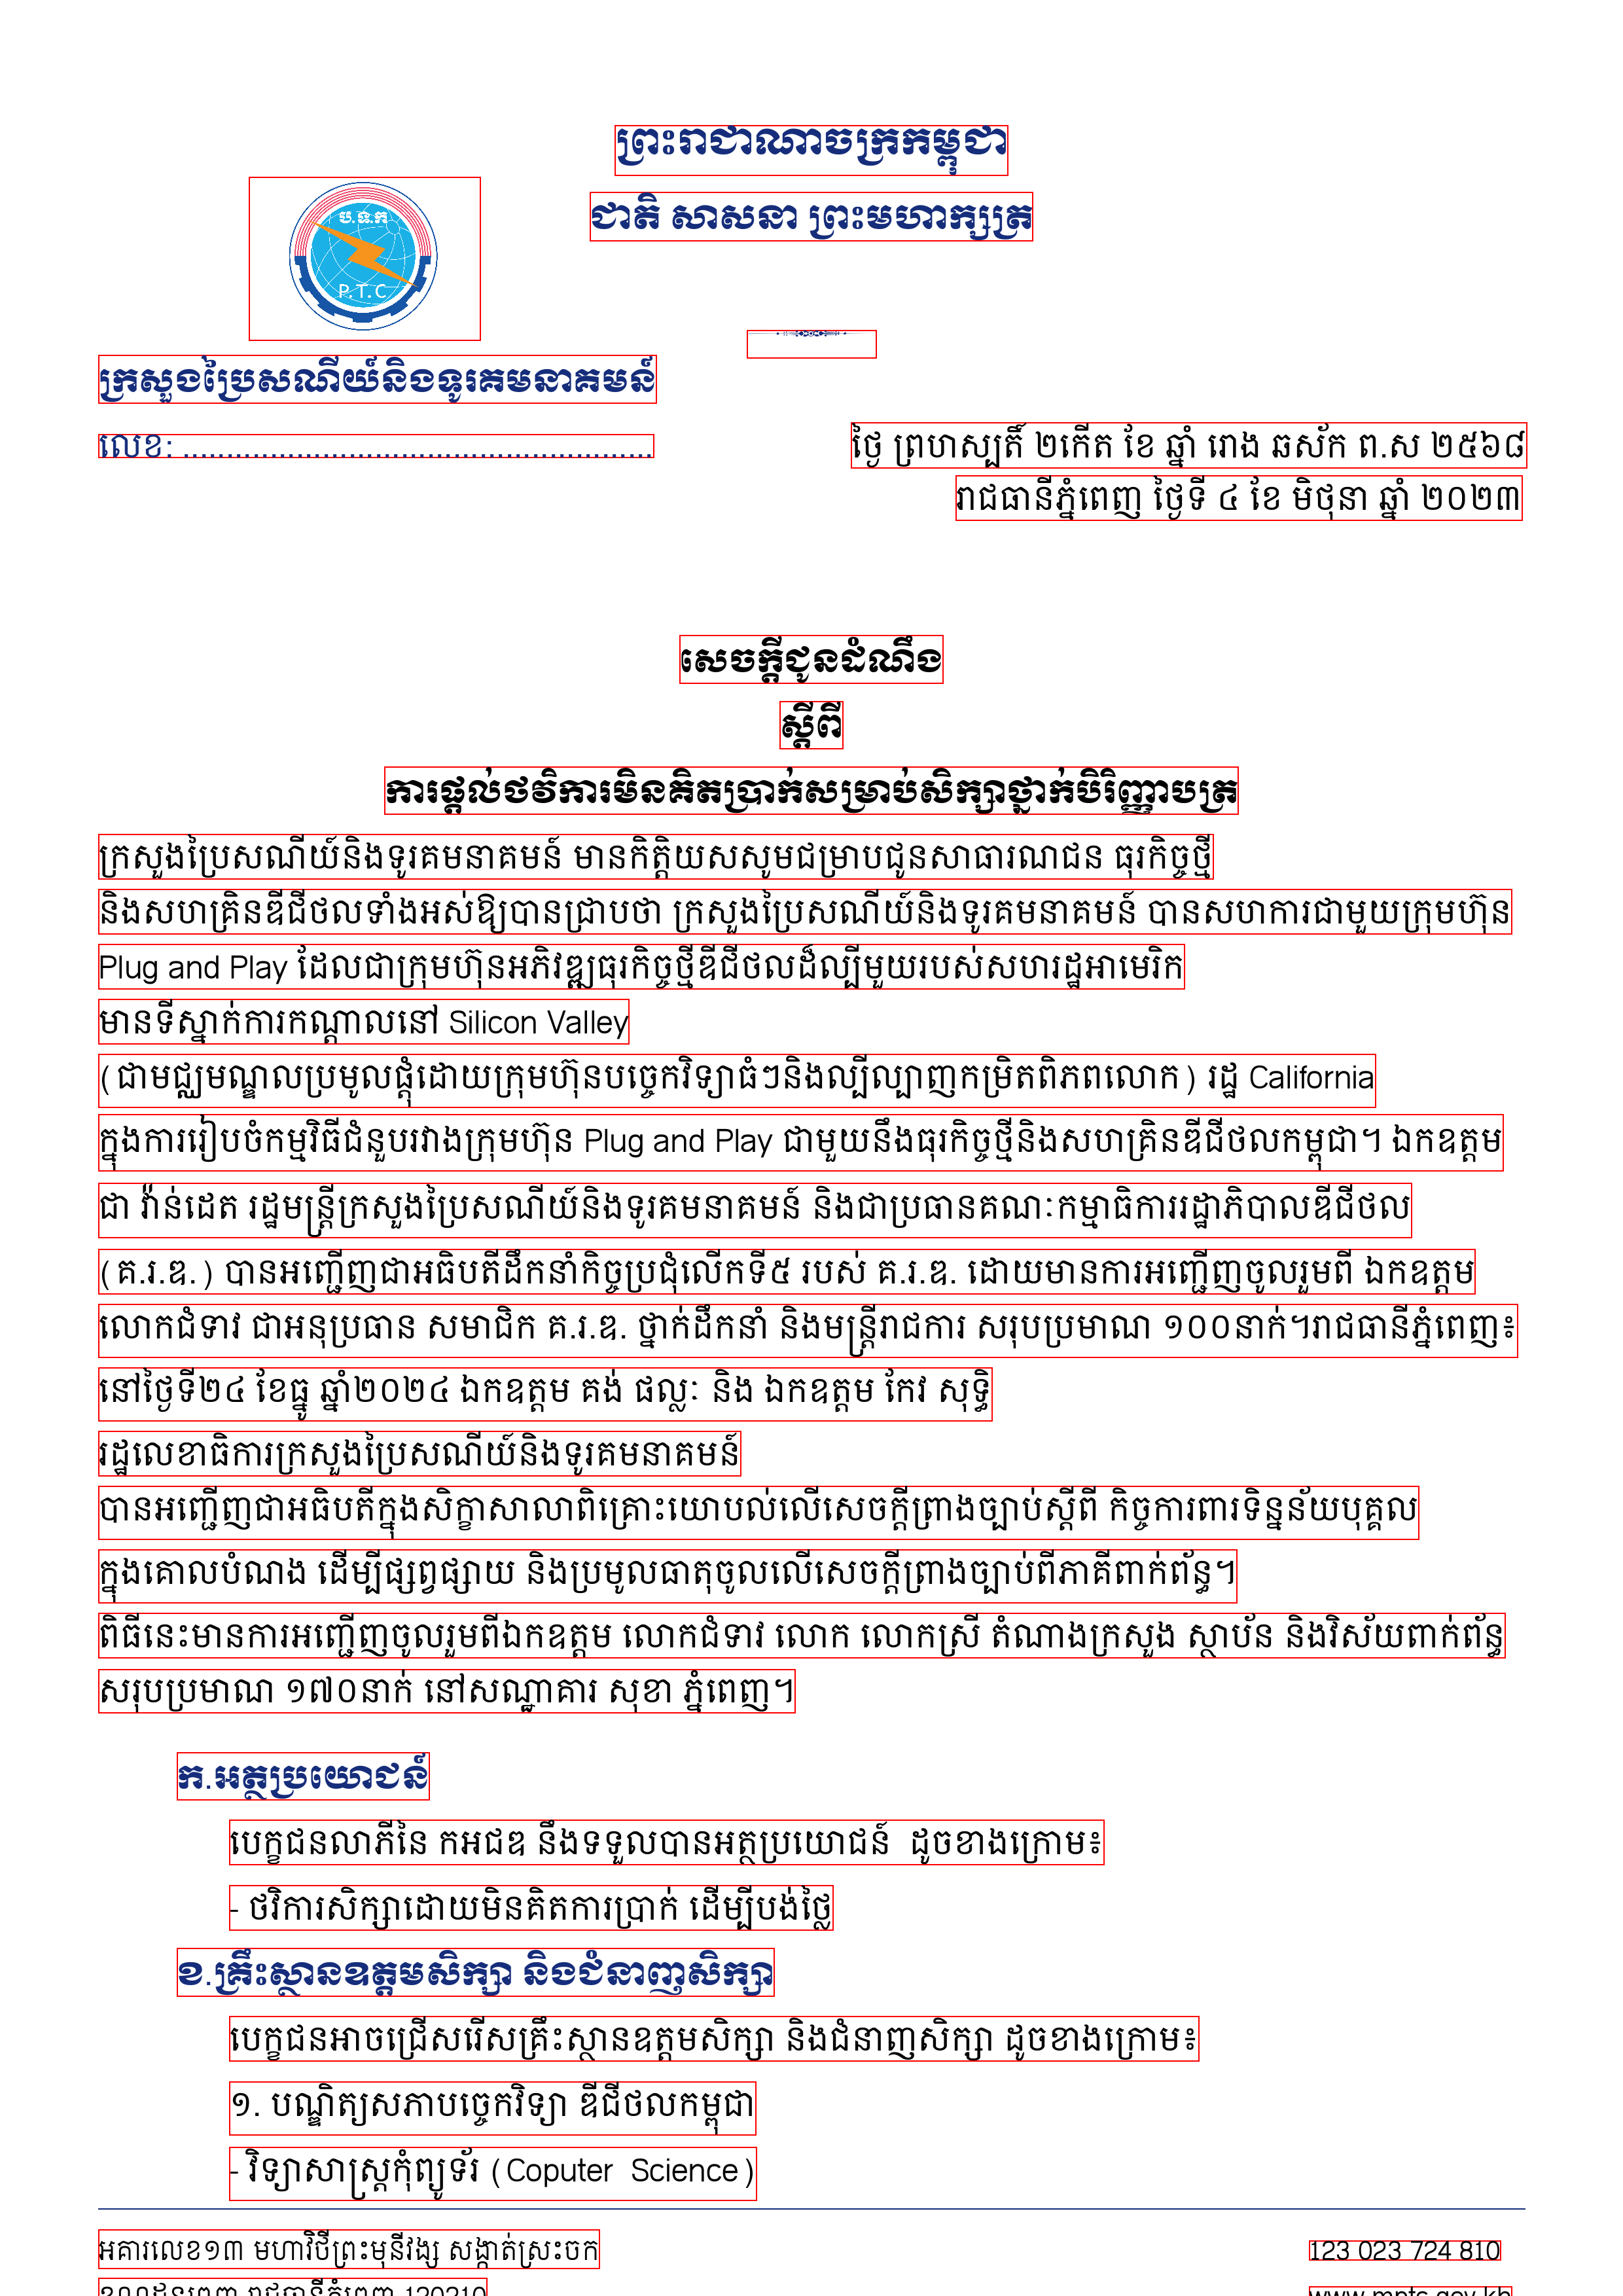 ព្រះរាជាណាចក្រកម្ពុជា
ជាតិ សាសនា ព្រះមហាក្សត្រ
ប.ទ.ក
P.T.C
ក្រសួងប្រៃសណីយ៍និងទូរគមនាគមន៍
លេខ: ......................................................
ថ្ងៃ ព្រហស្បតិ៍ ២កើត ខែ ឆ្នាំ រោង ឆស័ក ព.ស ២៥៦៨
រាជធានីភ្នំពេញ ថ្ងៃទី ៤ ខែ មិថុនា ឆ្នាំ ២០២៣
សេចក្តីជូនដំណឹង
ស្តីពី
ការផ្តល់ថវិការមិនគិតប្រាក់សម្រាប់សិក្សាថ្នាក់បរិរិញ្ញាបត្រ
ក្រសួងប្រៃសណីយ៍និងទូរគមនាគមន៍ មានកិត្តិយសសូមជម្រាបជូនសាធារណជន ធុរកិច្ចថ្មី
និងសហគ្រិនឌីជីថលទាំងអស់ឱ្យបានជ្រាបថា ក្រសួងប្រៃសណីយ៍និងទូរគមនាគមន៍ បានសហការជាមួយក្រុមហ៊ុន
Plug and Play ដែលជាក្រុមហ៊ុនអភិវឌ្ឍធុរកិច្ចថ្មីឌីជីថលដ៏ល្បីមួយរបស់សហរដ្ឋអាមេរិក
មានទីស្នាក់ការកណ្តាលនៅ Silicon Valley
(ជាមជ្ឈមណ្ឌលប្រមូលផ្តុំដោយក្រុមហ៊ុនបច្ចេកវិទ្យាធំៗនិងល្បីល្បាញកម្រិតពិភពលោក) រដ្ឋ California
ក្នុងការរៀបចំកម្មវិធីជំនួបរវាងក្រុមហ៊ុន Plug and Play ជាមួយនឹងធុរកិច្ចថ្មីនិងសហគ្រិនឌីជីថលកម្ពុជា។ ឯកឧត្តម
ជា វ៉ាន់ដេត រដ្ឋមន្ត្រីក្រសួងប្រៃសណីយ៍និងទូរគមនាគមន៍ និងជាប្រធានគណៈកម្មាធិការរដ្ឋាភិបាលឌីជីថល
(គ.រ.ឌ.) បានអញ្ជើញជាអធិបតីដឹកនាំកិច្ចប្រជុំលើកទី៥ របស់ គ.រ.ឌ. ដោយមានការអញ្ជើញចូលរួមពី ឯកឧត្តម
លោកជំទាវ ជាអនុប្រធាន សមាជិក គ.រ.ឌ. ថ្នាក់ដឹកនាំ និងមន្ត្រីរាជការ សរុបប្រមាណ ១០០នាក់។រាជធានីភ្នំពេញ៖
នៅថ្ងៃទី២៤ ខែធ្នូ ឆ្នាំ២០២៤ ឯកឧត្តម គង់ ផល្លៈ និង ឯកឧត្តម កែវ សុទ្ធិ
រដ្ឋលេខាធិការក្រសួងប្រៃសណីយ៍និងទូរគមនាគមន៍
បានអញ្ជើញជាអធិបតីក្នុងសិក្ខាសាលាពិគ្រោះយោបល់លើសេចក្តីព្រាងច្បាប់ស្តីពី កិច្ចការពារទិន្នន័យបុគ្គល
ក្នុងគោលបំណង ដើម្បីផ្សព្វផ្សាយ និងប្រមូលធាតុចូលលើសេចក្តីព្រាងច្បាប់ពីភាគីពាក់ព័ន្ធ។
ពិធីនេះមានការអញ្ជើញចូលរួមពីឯកឧត្តម លោកជំទាវ លោក លោកស្រី តំណាងក្រសួង ស្ថាប័ន និងវិស័យពាក់ព័ន្ធ
សរុបប្រមាណ ១៧០នាក់ នៅសណ្ឋាគារ សុខា ភ្នំពេញ។
ក.អត្ថប្រយោជន៍
បេក្ខជនលាភីនៃ កអជឌ នឹងទទួលបានអត្ថប្រយោជន៍ ដូចខាងក្រោម៖
- ថវិការសិក្សាដោយមិនគិតការប្រាក់ ដើម្បីបង់ថ្លៃ
ខ.គ្រឹះស្ថានឧត្តមសិក្សា និងជំនាញសិក្សា
បេក្ខជនអាចជ្រើសរើសគ្រឹះស្ថានឧត្តមសិក្សា និងជំនាញសិក្សា ដូចខាងក្រោម៖
១. បណ្ឌិត្យសភាបច្ចេកវិទ្យា ឌីជីថលកម្ពុជា
- វិទ្យាសាស្ត្រកុំព្យូទ័រ (Coputer Science)
អគារលេខ១៣ មហាវិថីព្រះមុនីវង្ស សង្កាត់ស្រះចក
123 023 724 810
ខណ្ឌដូនពេញ រាជធានីភ្នំពេញ 120210
www.mptc.gov.kh